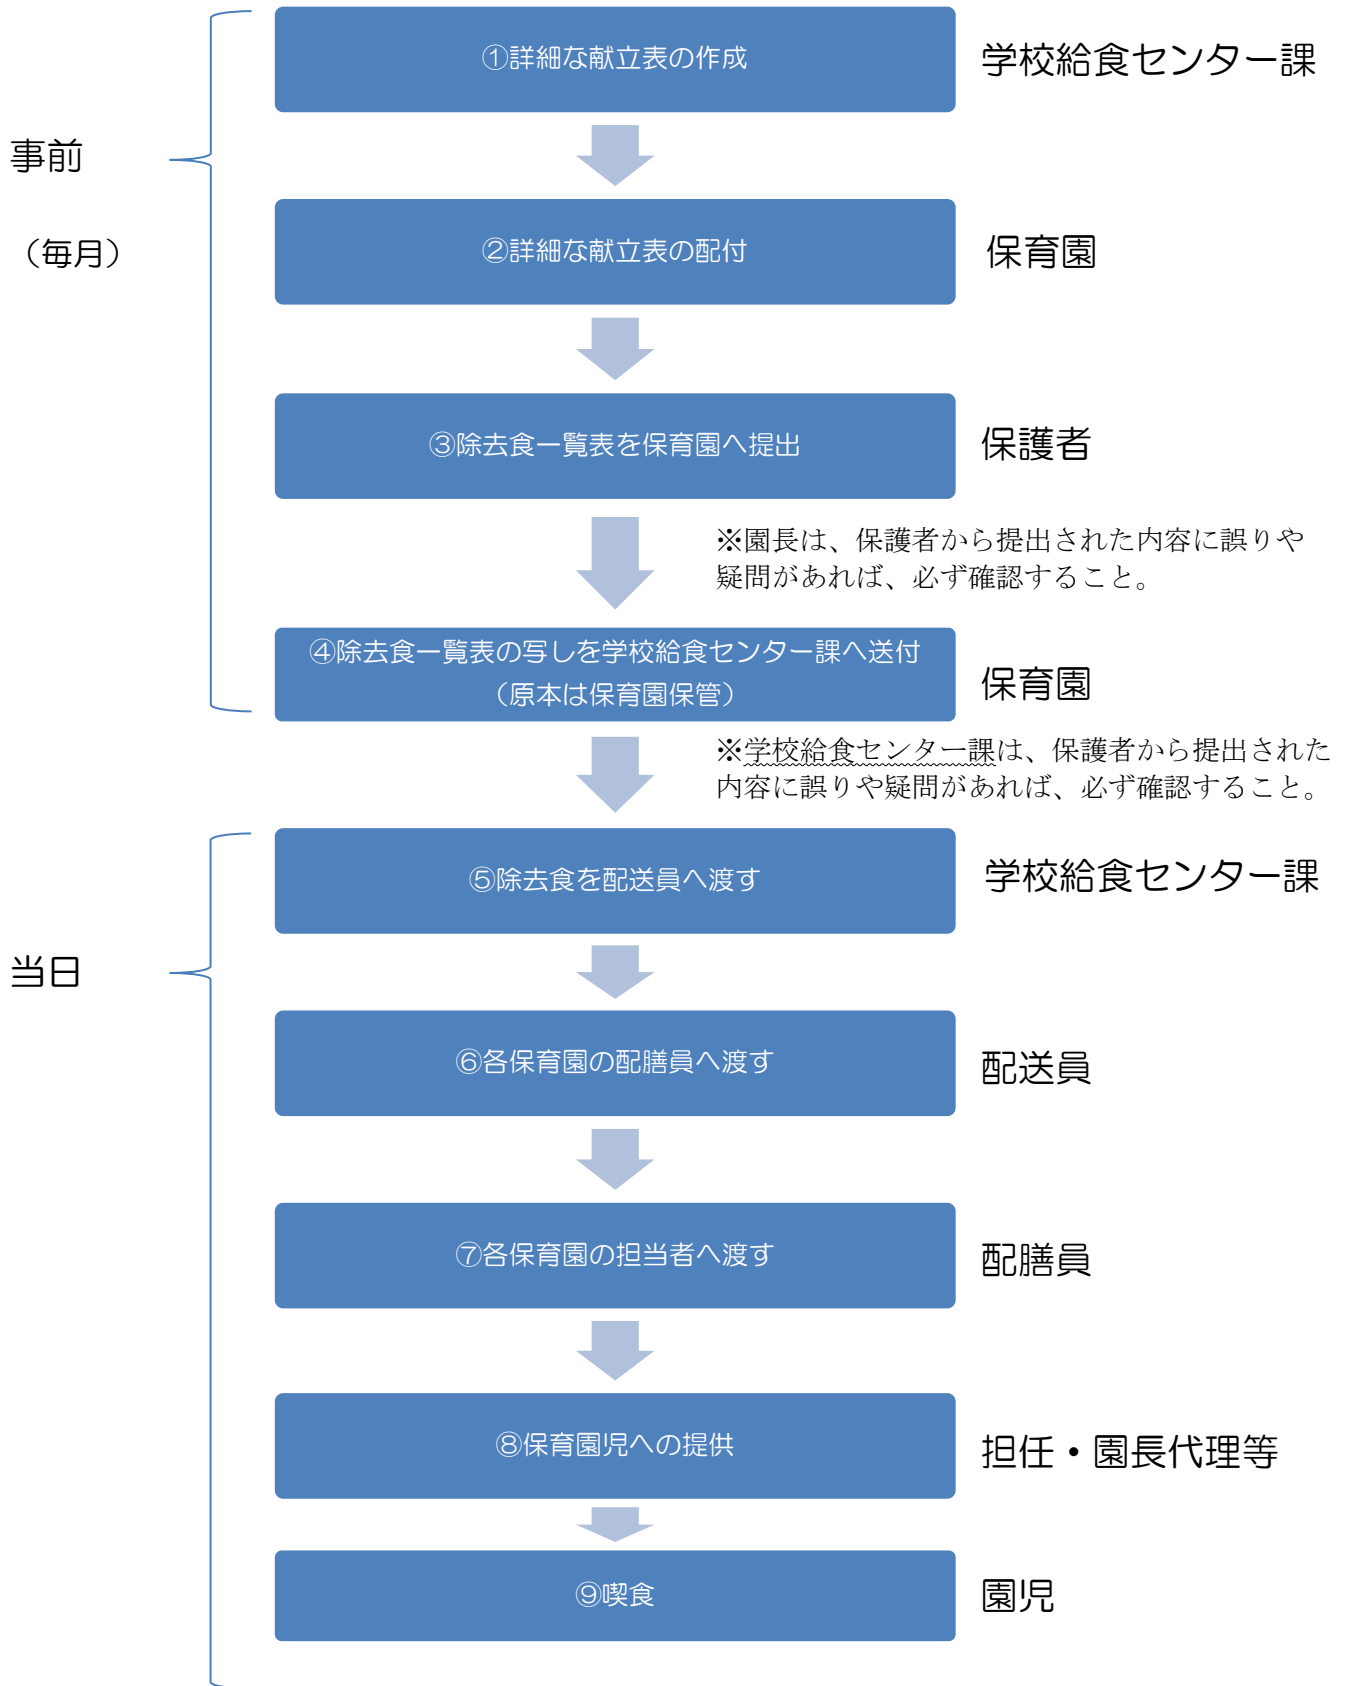 ①詳細な献立表の作成
学校給食センター課
事前
（毎月）
②詳細な献立表の配付
保育園
③除去食一覧表を保育園へ提出
保護者
※園長は、保護者から提出された内容に誤りや
疑問があれば、必ず確認すること。
④除去食一覧表の写しを学校給食センター課へ送付
（原本は保育園保管）
保育園
※学校給食センター課は、保護者から提出された
内容に誤りや疑問があれば、必ず確認すること。
⑤除去食を配送員へ渡す
学校給食センター課
当日
⑥各保育園の配膳員へ渡す
配送員
⑦各保育園の担当者へ渡す
配膳員
⑧保育園児への提供
担任・園長代理等
⑨喫食
園児